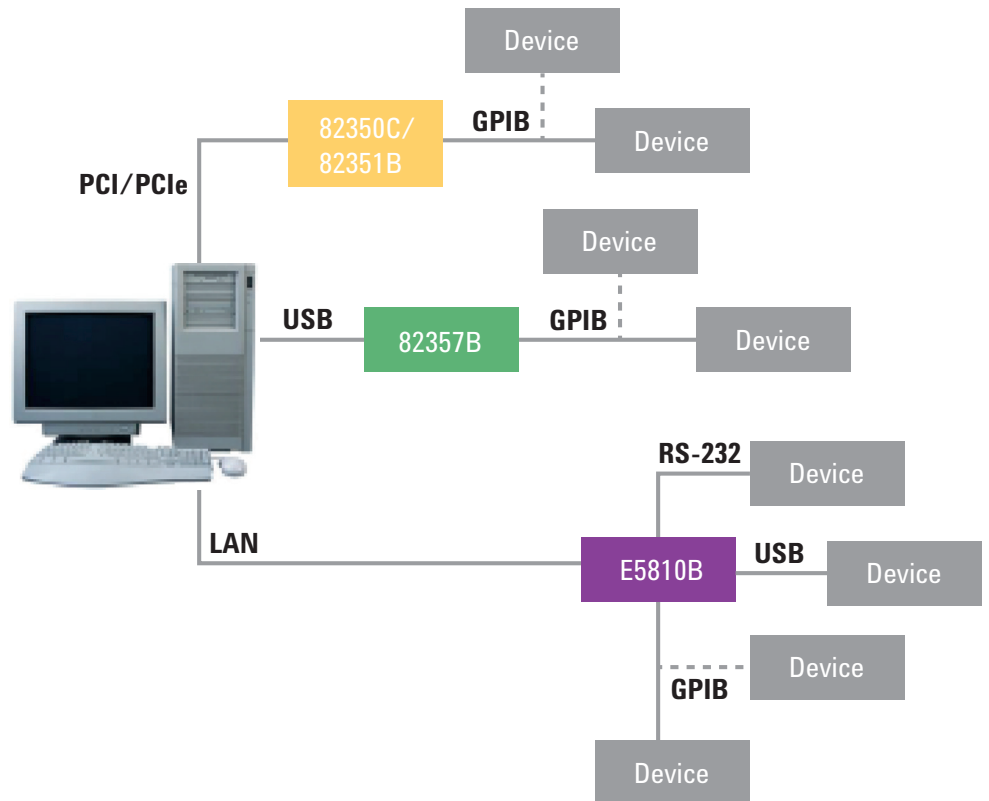 Device
82350C/
82351B
GPIB
Device
PCI/PCIe
Device
USB
82357B
GPIB
Device
RS-232
Device
LAN
E5810B
USB
Device
Device
GPIB
Device